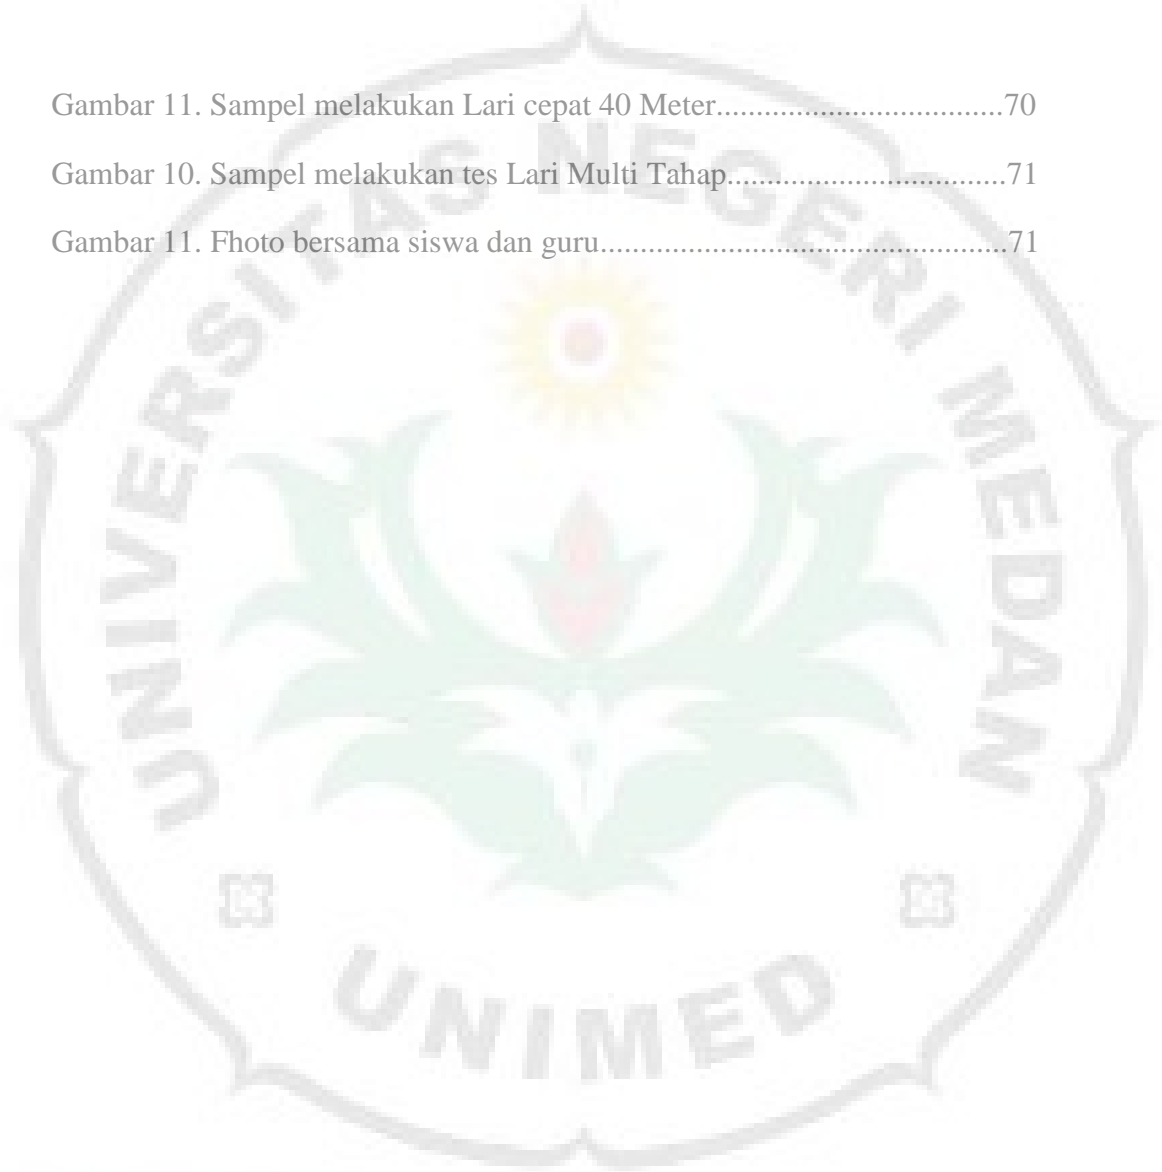 Gambar 11. Sampel melakukan Lari cepat 40 Meter....................................70
Gambar 10. Sampel melakukan tes Lari Multi Tahap...................................71
Gambar 11. Fhoto bersama siswa dan guru...................................................71
UNIVERSITAS NEGERI MEDAN
UNIMED